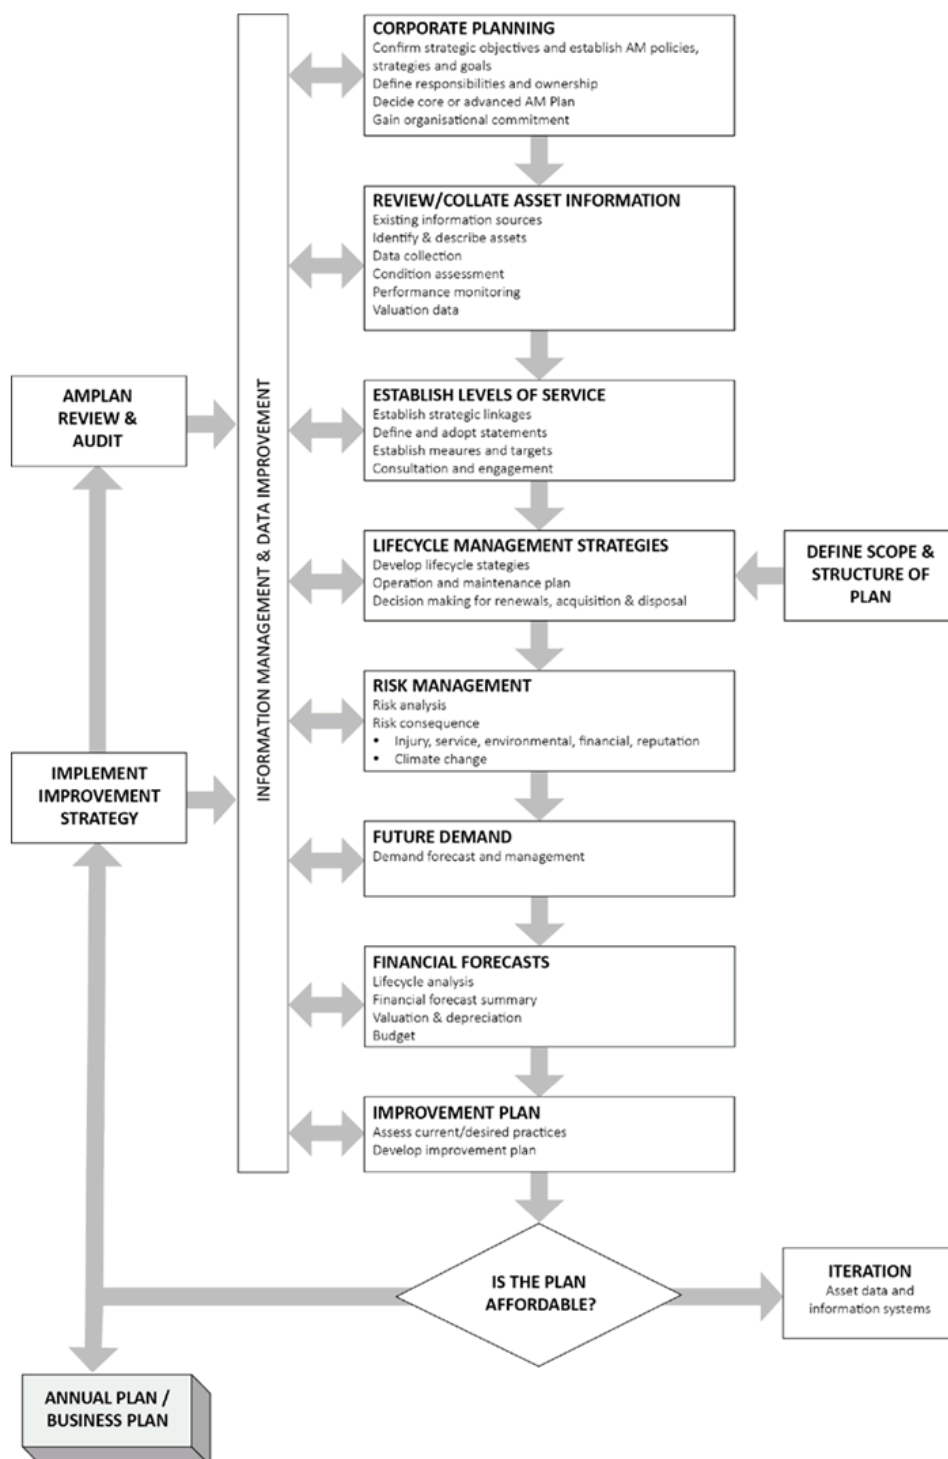 CORPORATE PLANNING
Confirm strategic objectives and establish AM policies,
strategies and goals
Define responsibilities and ownership
Decide core or advanced AM Plan
Gain organisational commitment
REVIEW/COLLATE ASSET INFORMATION
Existing information sources
Identify & describe assets
Data collection
Condition assessment
Performance monitoring
Valuation data
INFORMATION MANAGEMENT & DATA IMPROVEMENT
AMPLAN
REVIEW &
AUDIT
ESTABLISH LEVELS OF SERVICE
Establish strategic linkages
Define and adopt statements
Establish meaures and targets
Consultation and engagement
LIFECYCLE MANAGEMENT STRATEGIES
Develop lifecycle stategies
Operation and maintenance plan
Decision making for renewals, acquisition & disposal
DEFINE SCOPE &
STRUCTURE OF
PLAN
RISK MANAGEMENT
Risk analysis
Risk consequence
• Injury, service, environmental, financial, reputation
• Climate change
IMPLEMENT
IMPROVEMENT
STRATEGY
FUTURE DEMAND
Demand forecast and management
FINANCIAL FORECASTS
Lifecycle analysis
Financial forecast summary
Valuation & depreciation
Budget
IMPROVEMENT PLAN
Assess current/desired practices
Develop improvement plan
IS THE PLAN
AFFORDABLE?
ITERATION
Asset data and
information systems
ANNUAL PLAN /
BUSINESS PLAN